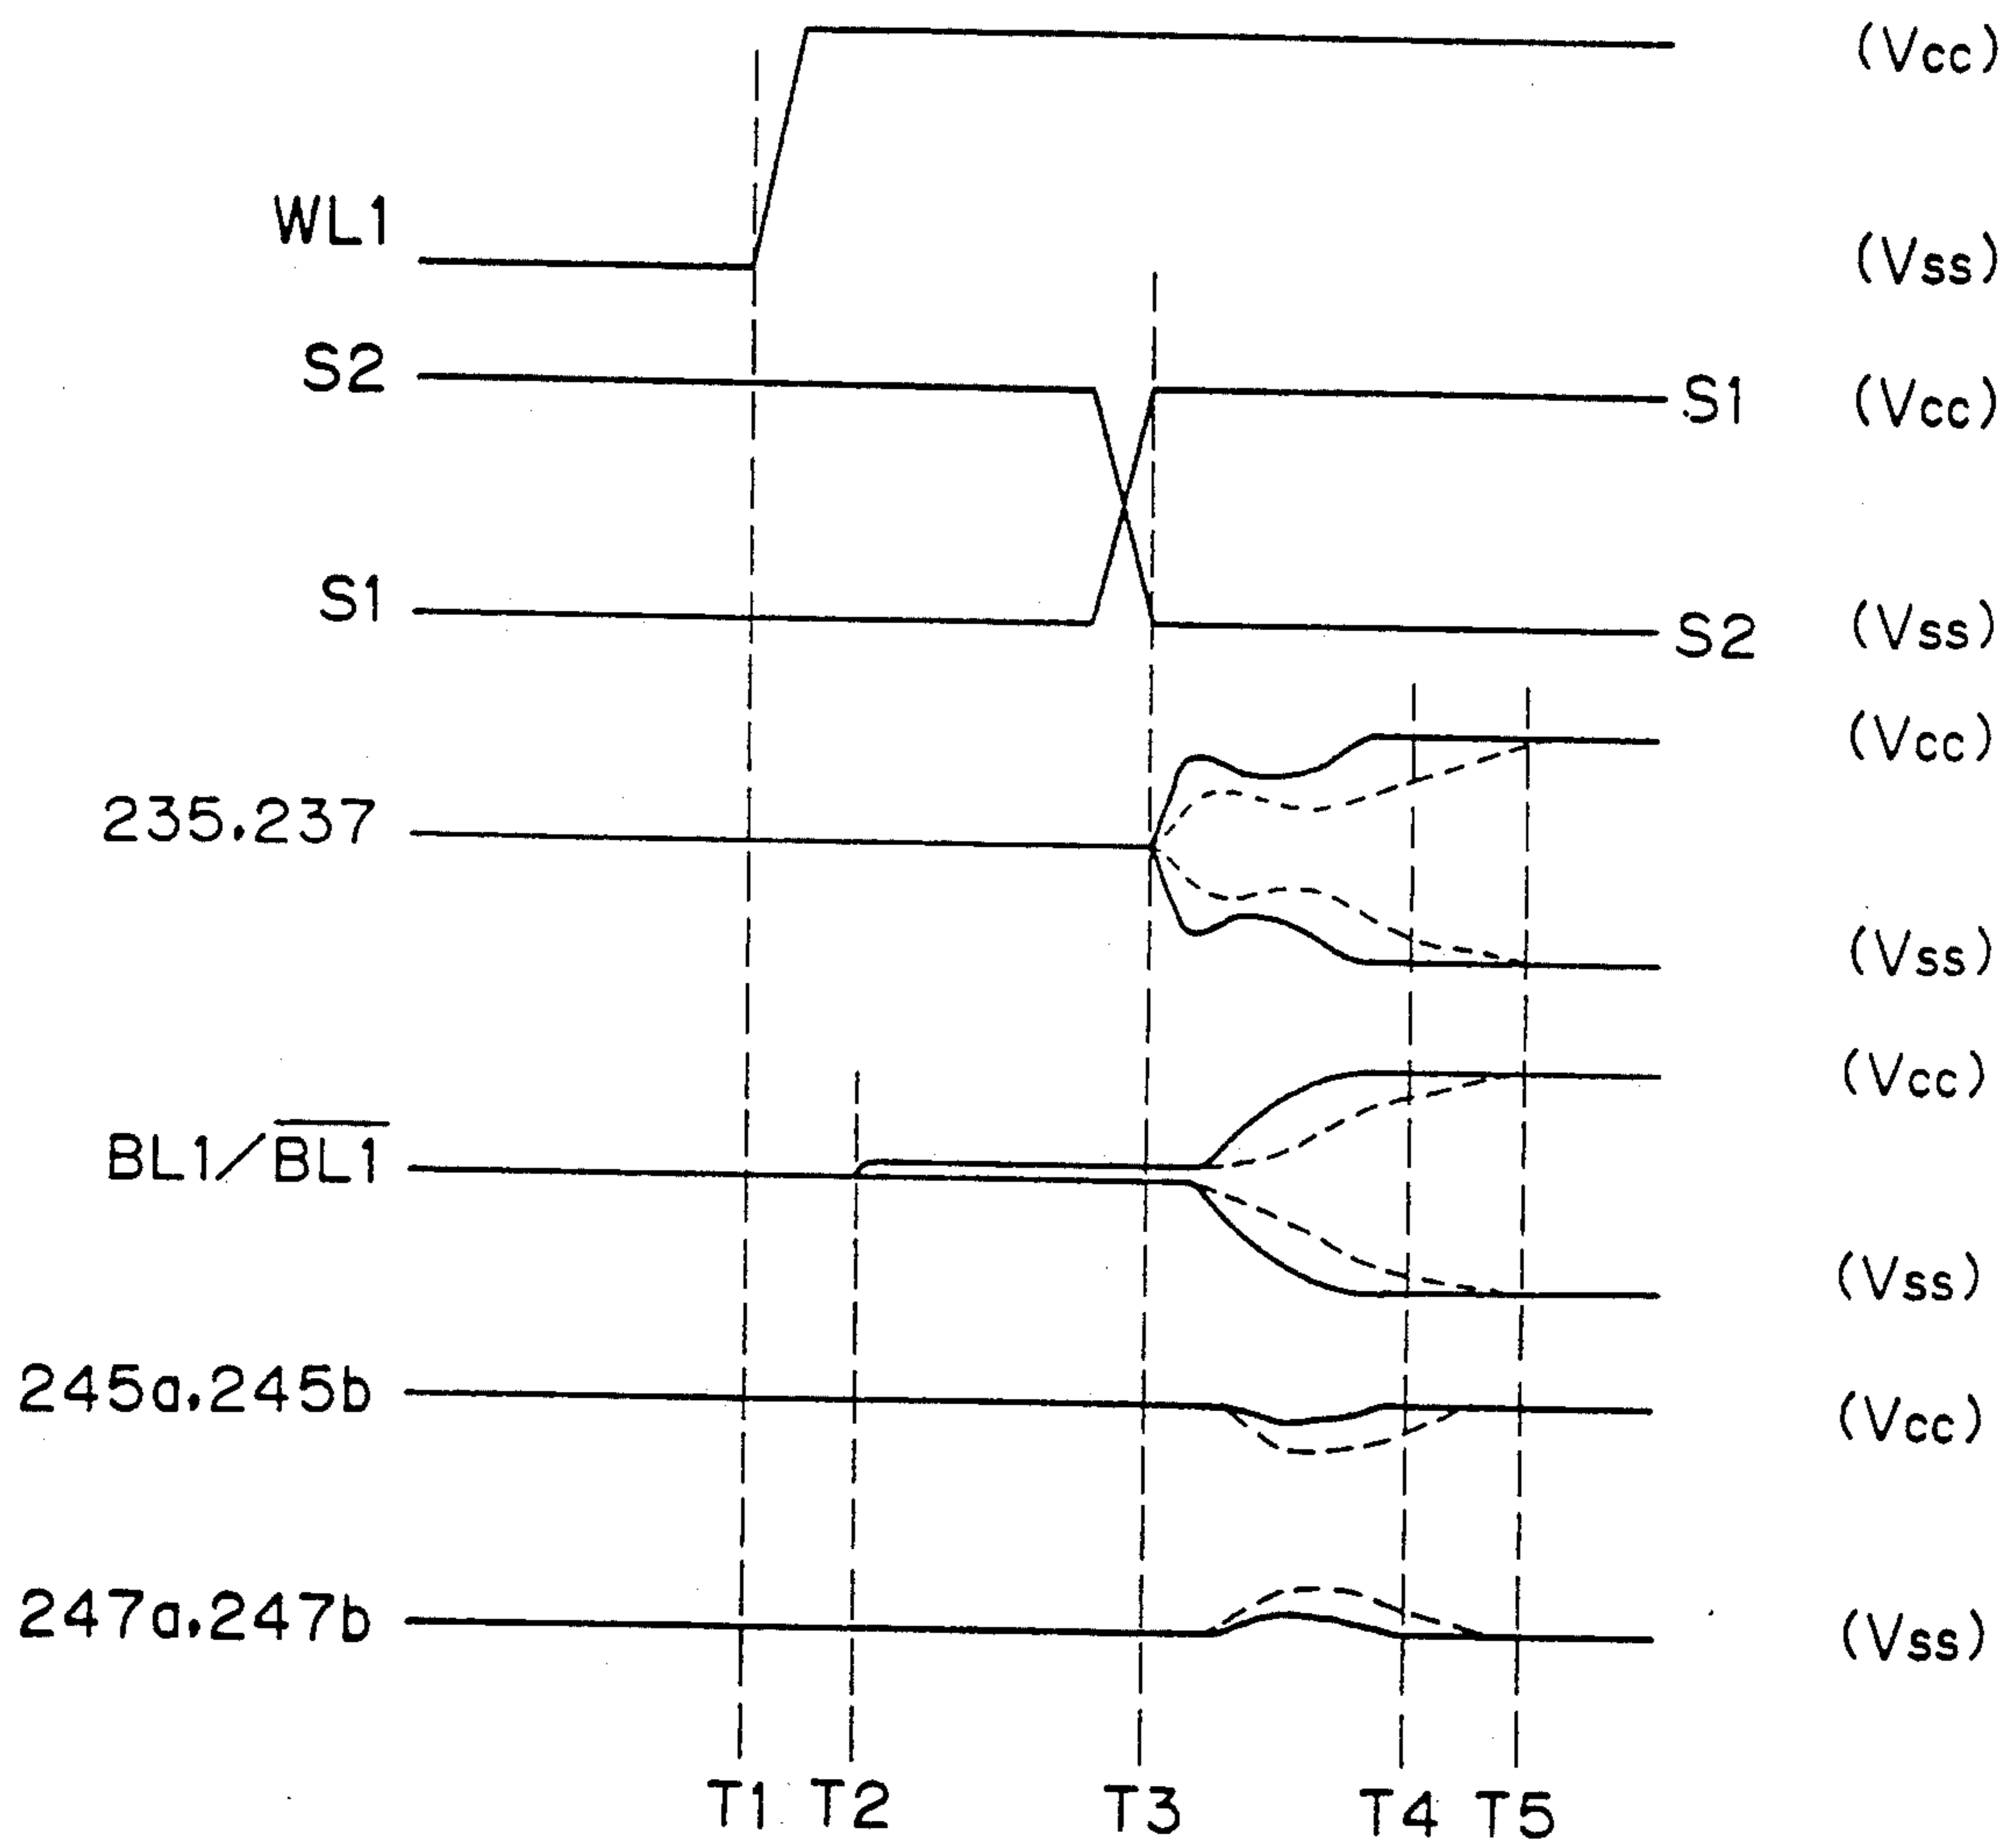 (Vcc)
WL1
(Vss)
S2
S1 (Vcc)
S1
S2 (Vss)
(Vcc)
235.237
(Vss)
(Vcc)
BL1/B̅L̅1̅
(Vss)
245a.245b
(Vcc)
247a.247b
(Vss)
T1 T2 T3 T4 T5